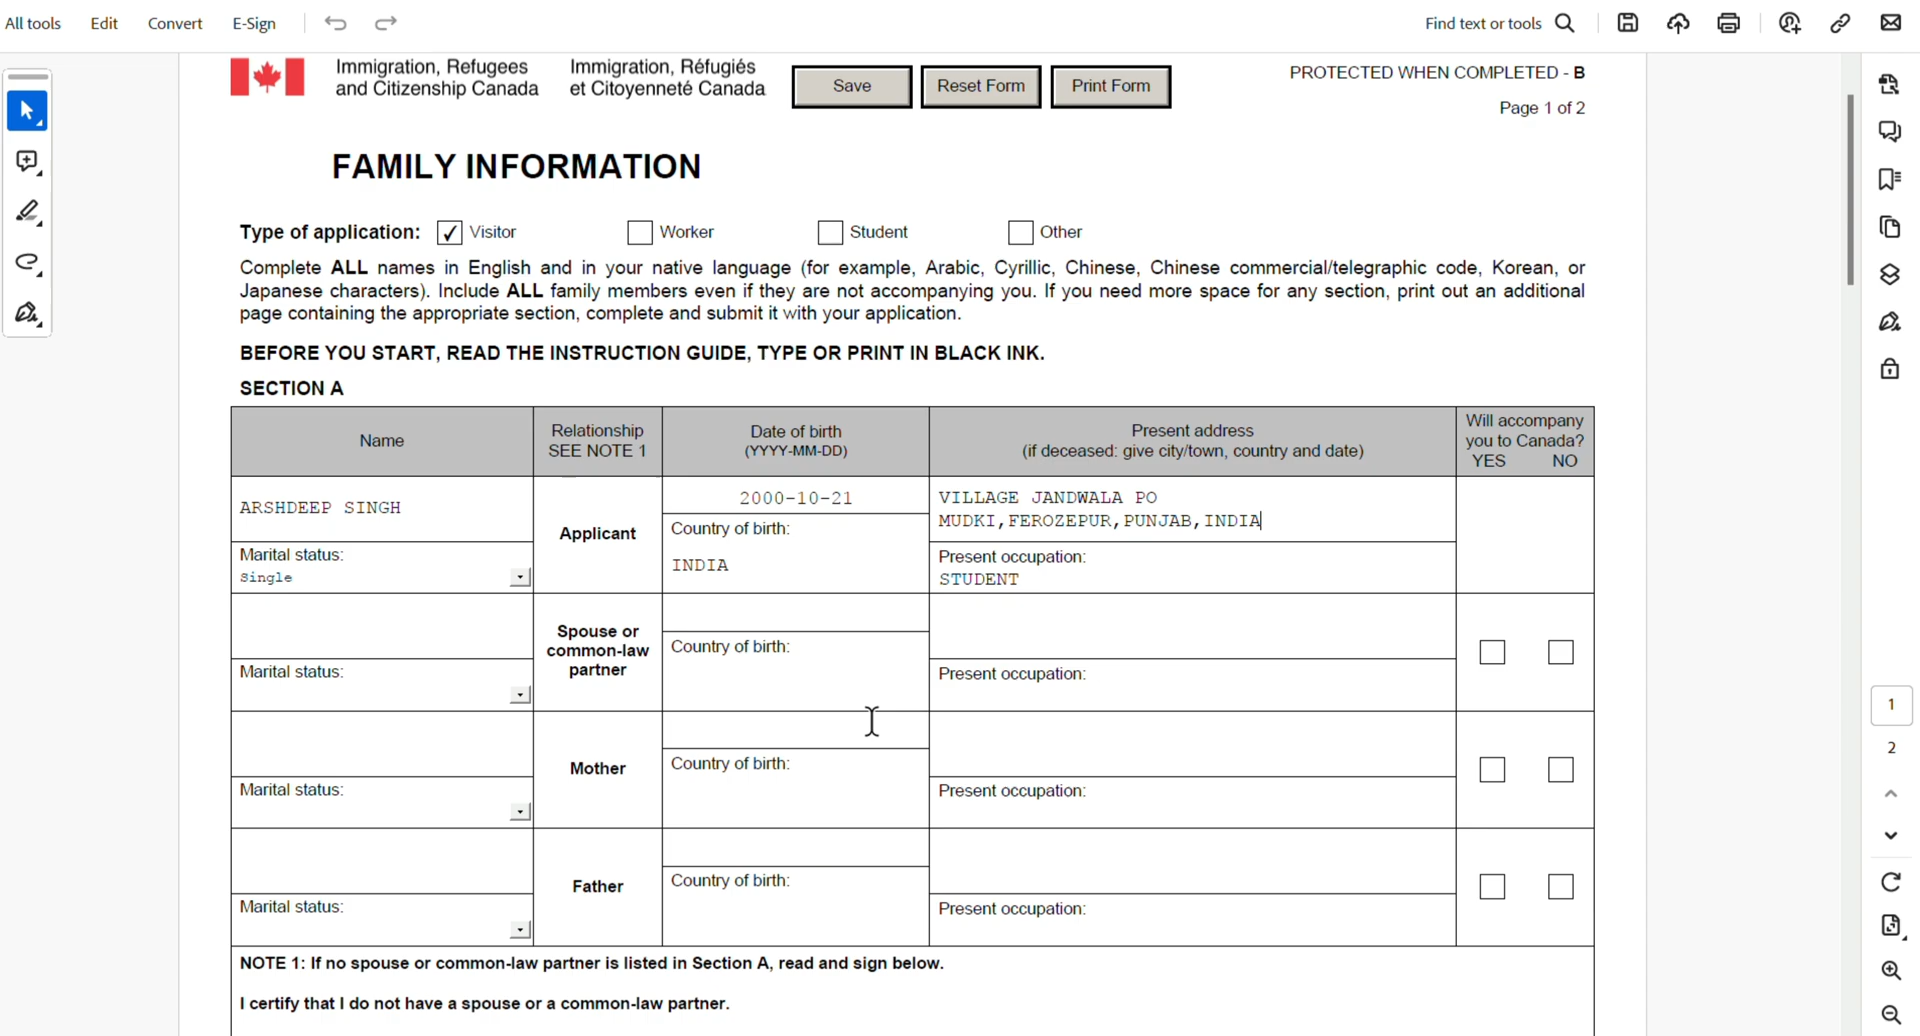 All tools Edit Convert E-Sign Find text or tools
Immigration, Refugees and Citizenship Canada
Immigration, Réfugiés et Citoyenneté Canada
Save Reset Form Print Form
PROTECTED WHEN COMPLETED - B
Page 1 of 2
FAMILY INFORMATION
Type of application: ✓ Visitor Worker Student Other
Complete ALL names in English and in your native language (for example, Arabic, Cyrillic, Chinese, Chinese commercial/telegraphic code, Korean, or
Japanese characters). Include ALL family members even if they are not accompanying you. If you need more space for any section, print out an additional
page containing the appropriate section, complete and submit it with your application.
BEFORE YOU START, READ THE INSTRUCTION GUIDE, TYPE OR PRINT IN BLACK INK.
SECTION A
Name
Relationship
SEE NOTE 1
Date of birth
(YYYY-MM-DD)
Present address
(if deceased: give city/town, country and date)
Will accompany
you to Canada?
YES NO
ARSHDEEP SINGH
Marital status:
Single
Applicant
2000-10-21
Country of birth:
INDIA
VILLAGE JANDWALA PO
MUDKI,FEROZEPUR,PUNJAB,INDIA
Present occupation:
STUDENT
Marital status:
Spouse or
common-law
partner
Country of birth:
Present occupation:
Marital status:
Mother
Country of birth:
Present occupation:
Marital status:
Father
Country of birth:
Present occupation:
NOTE 1: If no spouse or common-law partner is listed in Section A, read and sign below.
I certify that I do not have a spouse or a common-law partner.
1
2